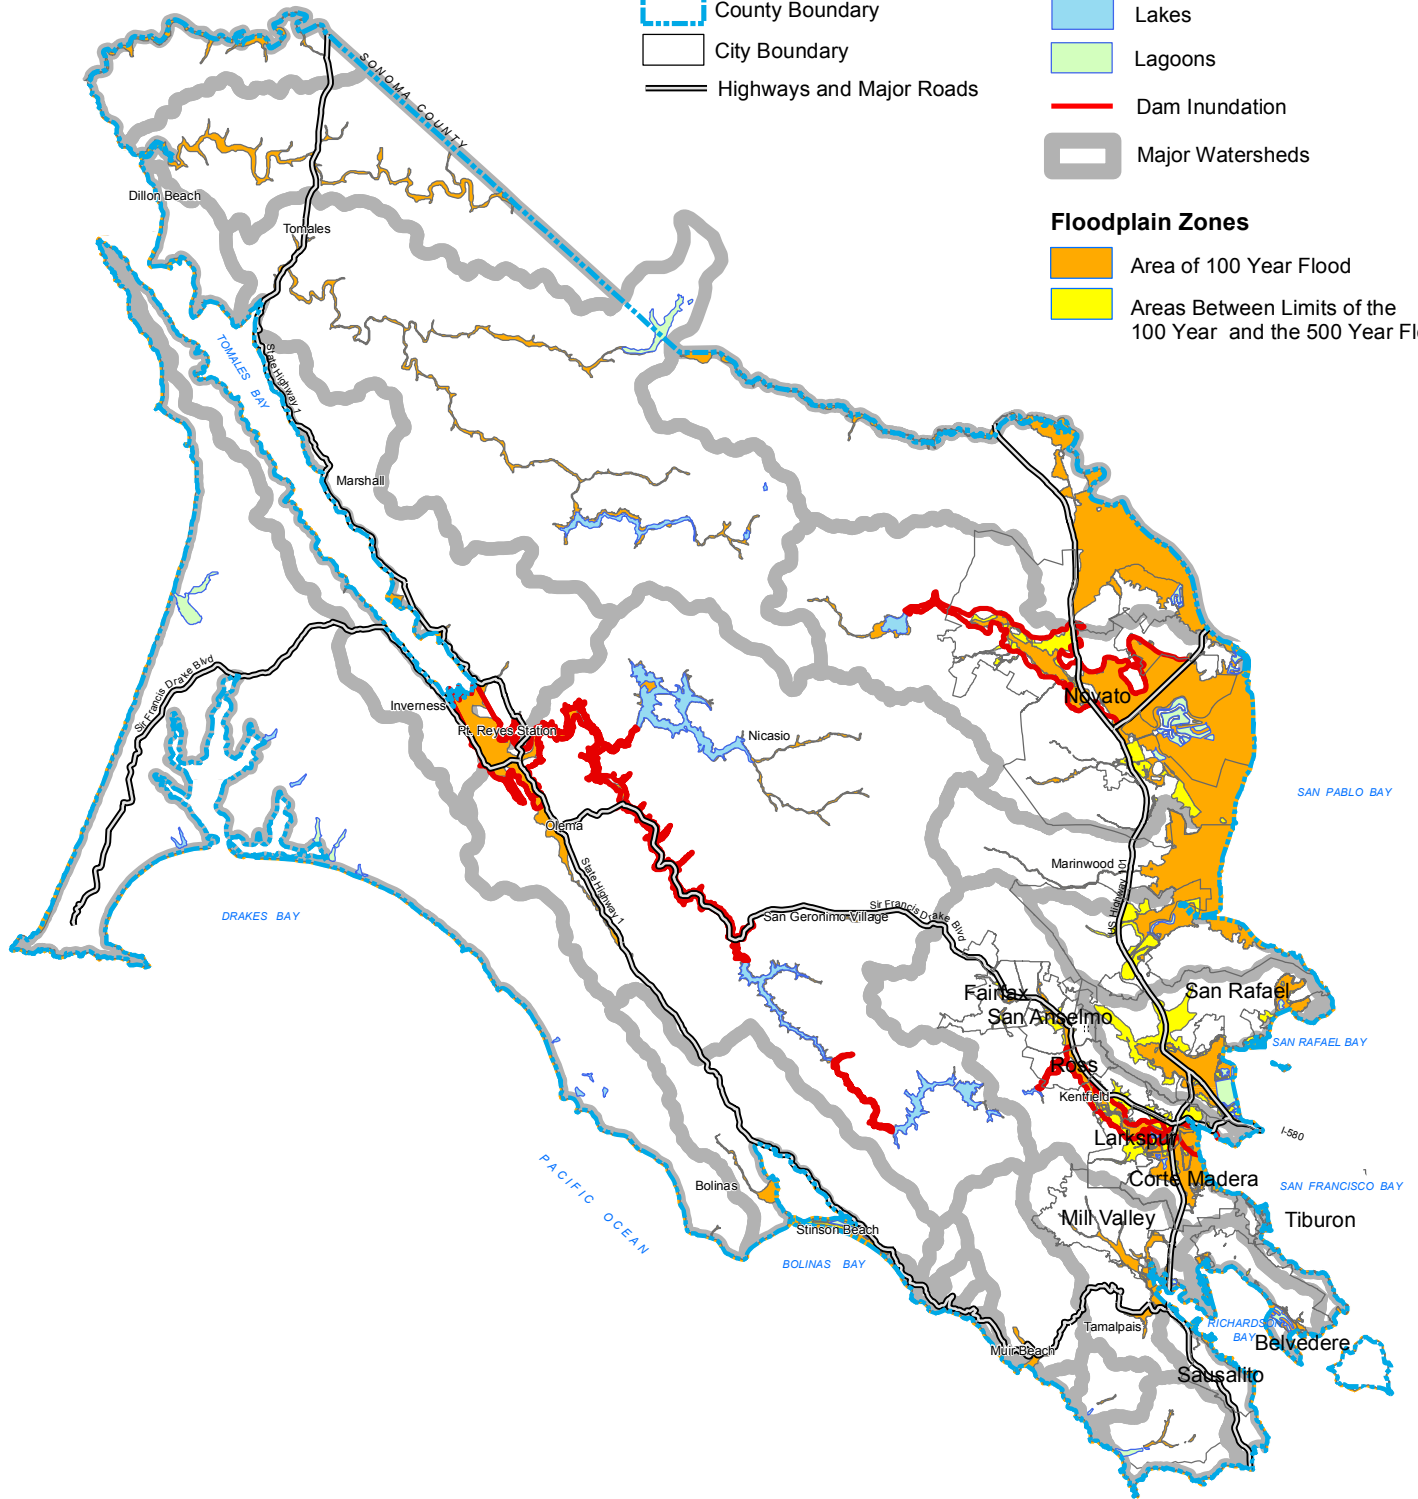 County Boundary
City Boundary
Highways and Major Roads
Lakes
Lagoons
Dam Inundation
Major Watersheds
Floodplain Zones
Area of 100 Year Flood
Areas Between Limits of the
100 Year and the 500 Year Fl
SONOMA COUNTY
Dillon Beach
Tomales
TOMALES BAY
State Highway 1
Marshall
Sir Francis Drake Blvd
Inverness
Pt. Reyes Station
Nicasio
Novato
SAN PABLO BAY
Olema
State Highway 1
Marinwood
US Highway 101
DRAKES BAY
San Geronimo Village
Sir Francis Drake Blvd
Fairfax
San Anselmo
San Rafael
SAN RAFAEL BAY
Ross
Kentfield
Larkspur
I-580
Corte Madera
SAN FRANCISCO BAY
Bolinas
PACIFIC OCEAN
Mill Valley
Tiburon
Stinson Beach
BOLINAS BAY
Tamalpais
RICHARDSON
BAY
Belvedere
Muir Beach
Sausalito